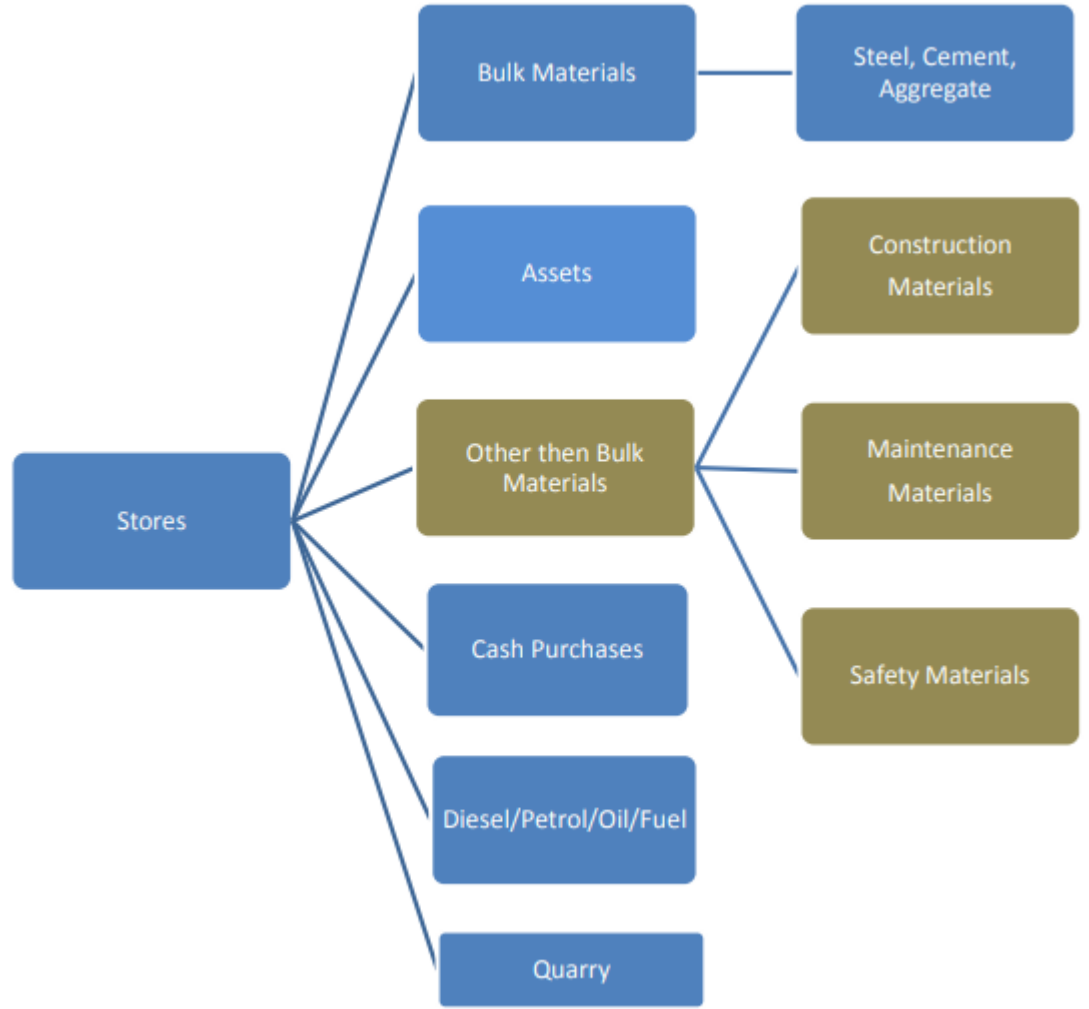 Stores
Bulk Materials
Steel, Cement,
Aggregate
Assets
Other then Bulk
Materials
Construction
Materials
Maintenance
Materials
Safety Materials
Cash Purchases
Diesel/Petrol/Oil/Fuel
Quarry